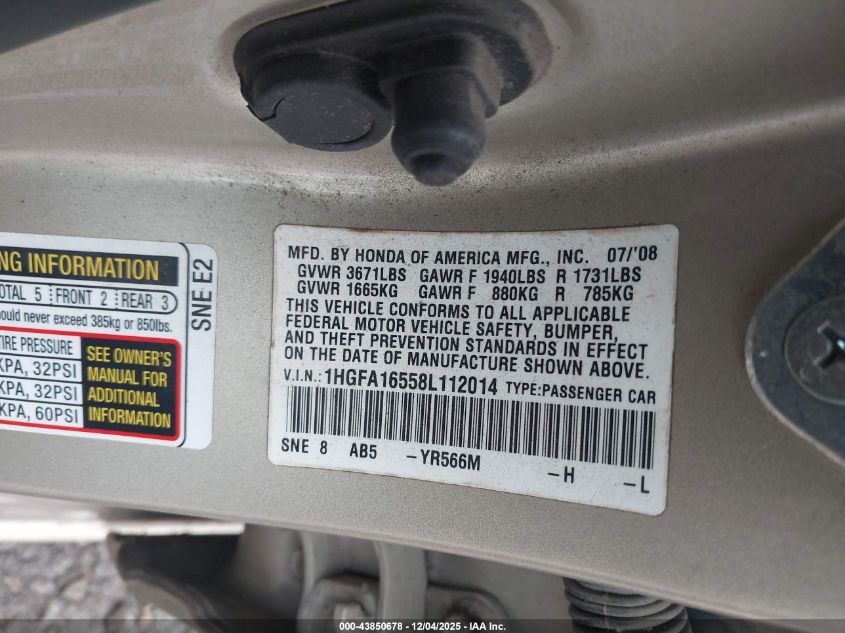 NG INFORMATION
OTAL 5 FRONT 2 REAR 3
ould never exceed 385kg or 850lbs.
IRE PRESSURE
KPA, 32PSI
KPA, 32PSI
KPA, 60PSI
SEE OWNER'S
MANUAL FOR
ADDITIONAL
INFORMATION
SNE E2
MFD. BY HONDA OF AMERICA MFG., INC. 07/'08
GVWR 3671LBS GAWR F 1940LBS R 1731LBS
GVWR 1665KG GAWR F 880KG R 785KG
THIS VEHICLE CONFORMS TO ALL APPLICABLE
FEDERAL MOTOR VEHICLE SAFETY, BUMPER,
AND THEFT PREVENTION STANDARDS IN EFFECT
ON THE DATE OF MANUFACTURE SHOWN ABOVE.
V.I.N.: 1HGFA16558L112014 TYPE:PASSENGER CAR
SNE 8 AB5 -YR566M -H -L
000-43850678 - 12/04/2025 - IAA Inc.